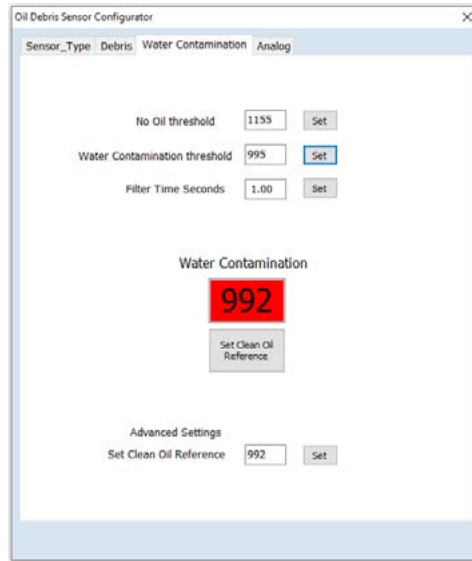 Oil Debris Sensor Configurator
Sensor_Type Debris Water Contamination Analog
No Oil threshold 1155 Set
Water Contamination threshold 995 Set
Filter Time Seconds 1.00 Set
Water Contamination
992
Set Clean Oil
Reference
Advanced Settings
Set Clean Oil Reference 992 Set